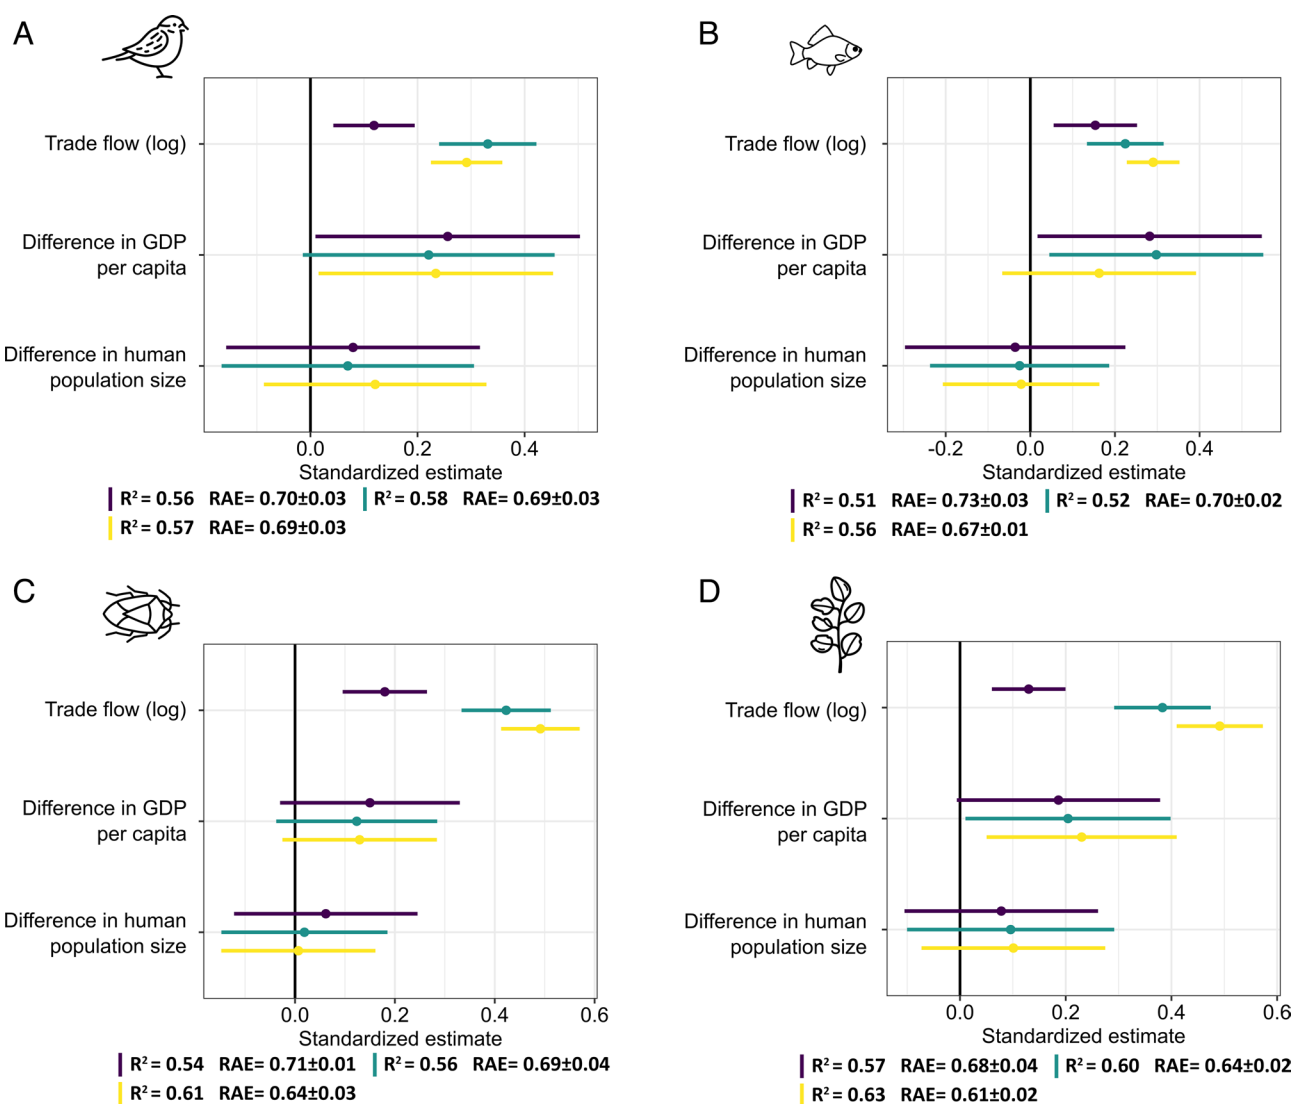 A
Trade flow (log)
Difference in GDP
per capita
Difference in human
population size
0.0 0.2 0.4
Standardized estimate
R² = 0.56 RAE= 0.70±0.03 R² = 0.58 RAE= 0.69±0.03
R² = 0.57 RAE= 0.69±0.03
B
Trade flow (log)
Difference in GDP
per capita
Difference in human
population size
-0.2 0.0 0.2 0.4
Standardized estimate
R² = 0.51 RAE= 0.73±0.03 R² = 0.52 RAE= 0.70±0.02
R² = 0.56 RAE= 0.67±0.01
C
Trade flow (log)
Difference in GDP
per capita
Difference in human
population size
0.0 0.2 0.4 0.6
Standardized estimate
R² = 0.54 RAE= 0.71±0.01 R² = 0.56 RAE= 0.69±0.04
R² = 0.61 RAE= 0.64±0.03
D
Trade flow (log)
Difference in GDP
per capita
Difference in human
population size
0.0 0.2 0.4 0.6
Standardized estimate
R² = 0.57 RAE= 0.68±0.04 R² = 0.60 RAE= 0.64±0.02
R² = 0.63 RAE= 0.61±0.02